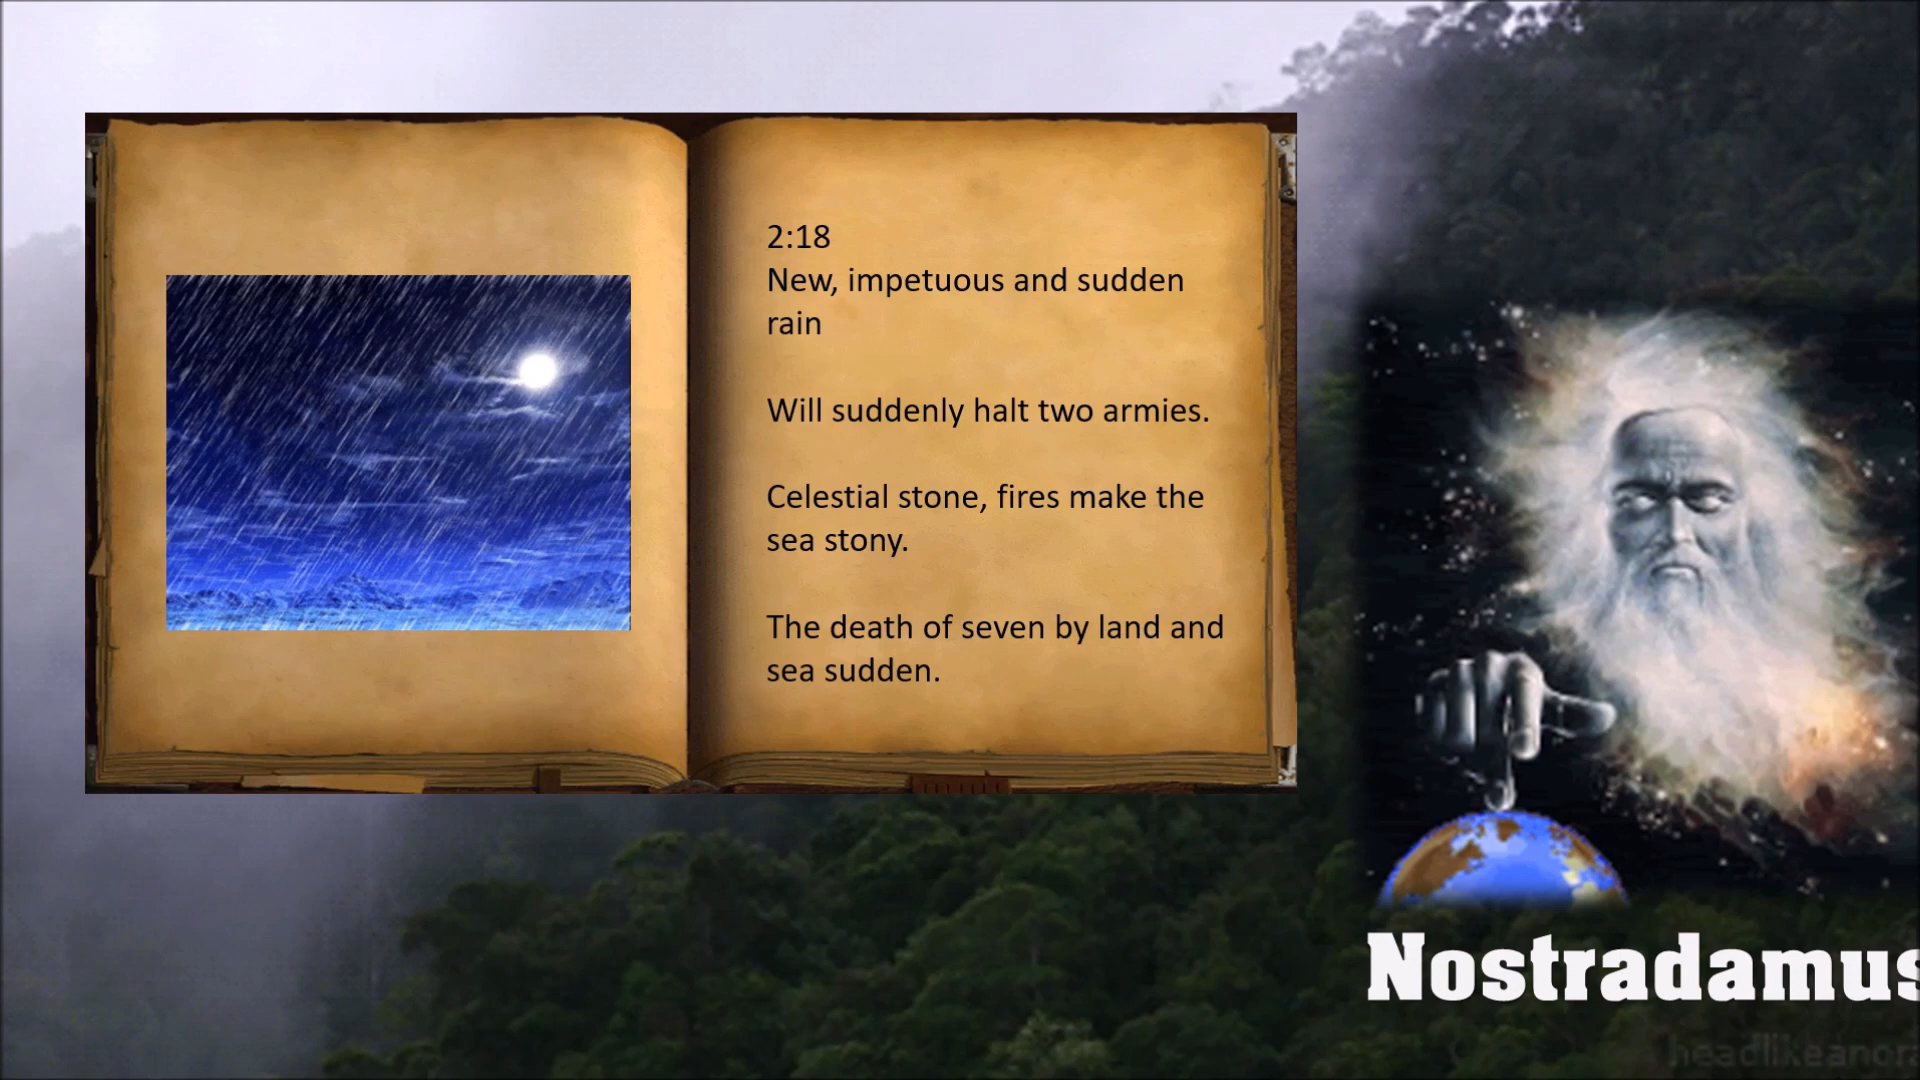 2:18
New, impetuous and sudden
rain
Will suddenly halt two armies.
Celestial stone, fires make the
sea stony.
The death of seven by land and
sea sudden.
Nostradamus